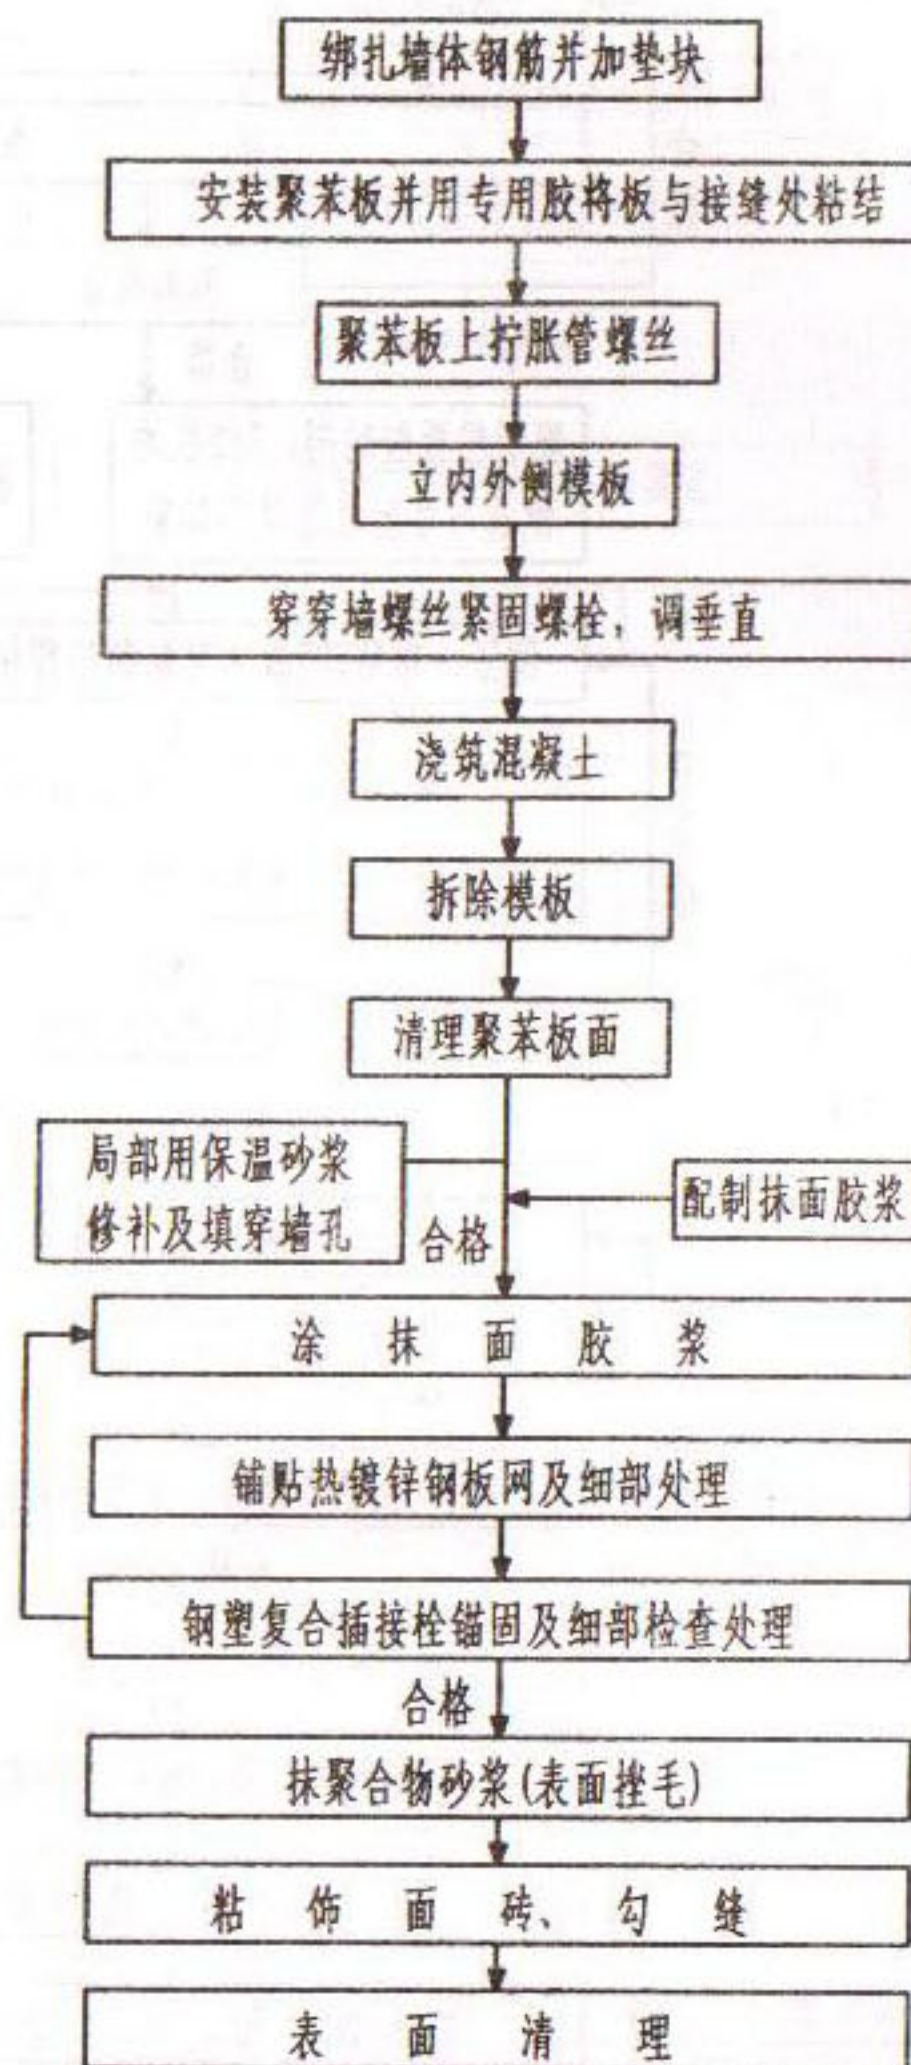 绑扎墙体钢筋并加垫块
安装聚苯板并用专用胶将板与接缝处粘结
聚苯板上拧胀管螺丝
立内外侧模板
穿穿墙螺丝紧固螺栓，调垂直
浇筑混凝土
拆除模板
清理聚苯板面
局部用保温砂浆
修补及填穿墙孔
配制抹面胶浆
合格
涂抹面胶浆
铺贴热镀锌钢板网及细部处理
钢塑复合插接栓锚固及细部检查处理
合格
抹聚合物砂浆(表面挫毛)
粘饰面砖、勾缝
表面清理